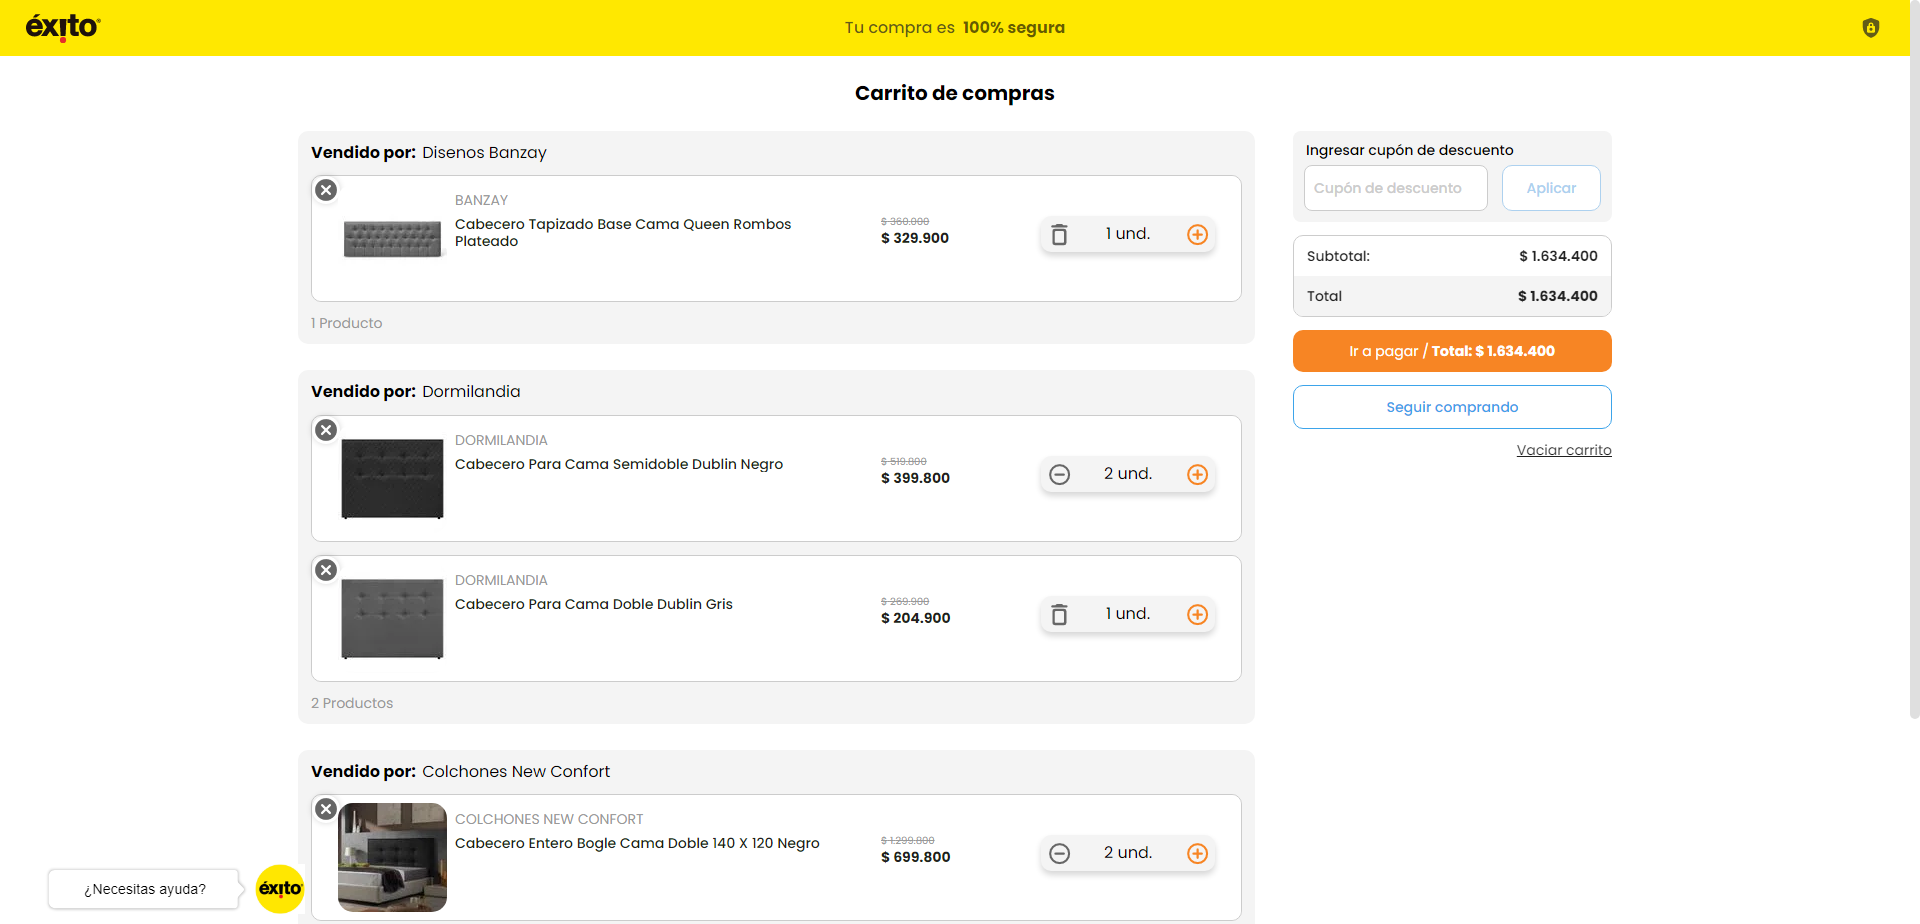 éxito
Tu compra es 100% segura
Carrito de compras
Vendido por: Disenos Banzay
BANZAY
Cabecero Tapizado Base Cama Queen Rombos
Plateado
$ 360.000
$ 329.900
1 und.
1 Producto
Vendido por: Dormilandia
DORMILANDIA
Cabecero Para Cama Semidoble Dublin Negro
$ 519.800
$ 399.800
2 und.
DORMILANDIA
Cabecero Para Cama Doble Dublin Gris
$ 269.900
$ 204.900
1 und.
2 Productos
Vendido por: Colchones New Confort
COLCHONES NEW CONFORT
Cabecero Entero Bogle Cama Doble 140 X 120 Negro
$ 1.299.800
$ 699.800
2 und.
Ingresar cupón de descuento
Cupón de descuento
Aplicar
Subtotal: $ 1.634.400
Total $ 1.634.400
Ir a pagar / Total: $ 1.634.400
Seguir comprando
Vaciar carrito
¿Necesitas ayuda?
éxito